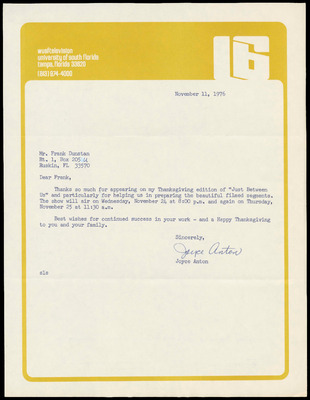 wusf television
university of south florida
tampa, florida 33620
(813) 974-4000
16
November 11, 1976
Mr. Frank Dunsten
Rt. 1, Box 205
Ruskin, FL 33570
Dear Frank,
Thanks so much for appearing on my Thanksgiving edition of "Just Between
Us" and particularly for helping us in preparing the beautiful filmed segments.
The show will air on Wednesday, November 24 at 8:00 p.m. and again on Thursday,
November 25 at 11:30 a.m.
Best wishes for continued success in your work - and a Happy Thanksgiving
to you and your family.
Sincerely,
Joyce Anton
Joyce Anton